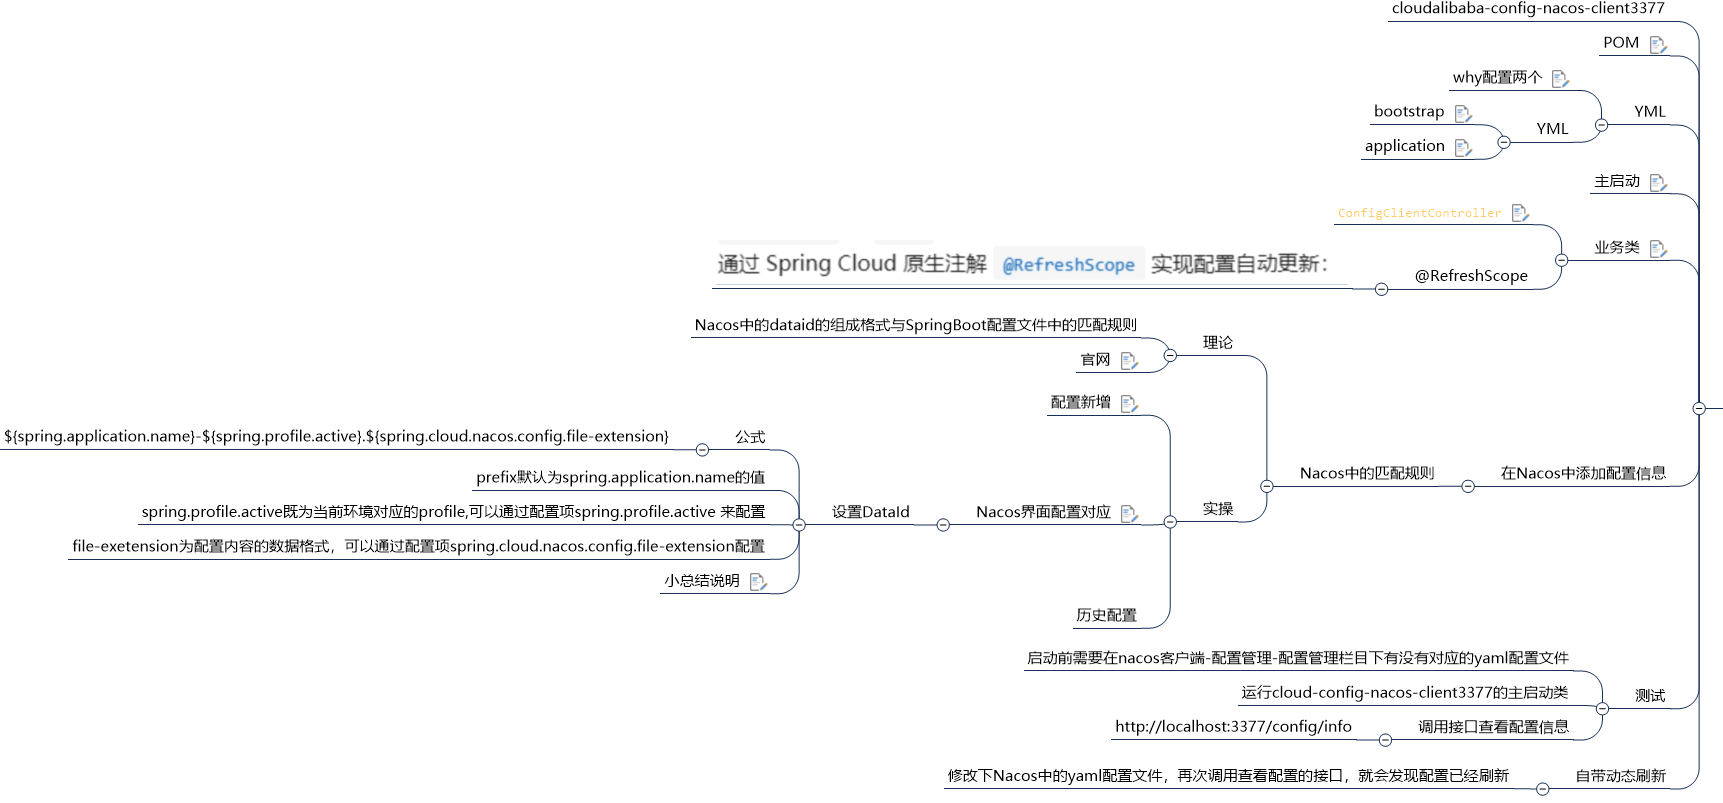 cloudalibaba-config-nacos-client3377
POM
why配置两个
YML
bootstrap
YML
application
主启动
ConfigClientController
业务类
通过 Spring Cloud 原生注解 @RefreshScope 实现配置自动更新：
@RefreshScope
Nacos中的dataid的组成格式与SpringBoot配置文件中的匹配规则
理论
官网
配置新增
${spring.application.name}-${spring.profile.active}.${spring.cloud.nacos.config.file-extension}
公式
prefix默认为spring.application.name的值
Nacos中的匹配规则
在Nacos中添加配置信息
spring.profile.active既为当前环境对应的profile,可以通过配置项spring.profile.active 来配置
设置DataId
Nacos界面配置对应
实操
file-exetension为配置内容的数据格式，可以通过配置项spring.cloud.nacos.config.file-extension配置
小总结说明
历史配置
启动前需要在nacos客户端-配置管理-配置管理栏目下有没有对应的yaml配置文件
运行cloud-config-nacos-client3377的主启动类
测试
http://localhost:3377/config/info
调用接口查看配置信息
修改下Nacos中的yaml配置文件，再次调用查看配置的接口，就会发现配置已经刷新
自带动态刷新